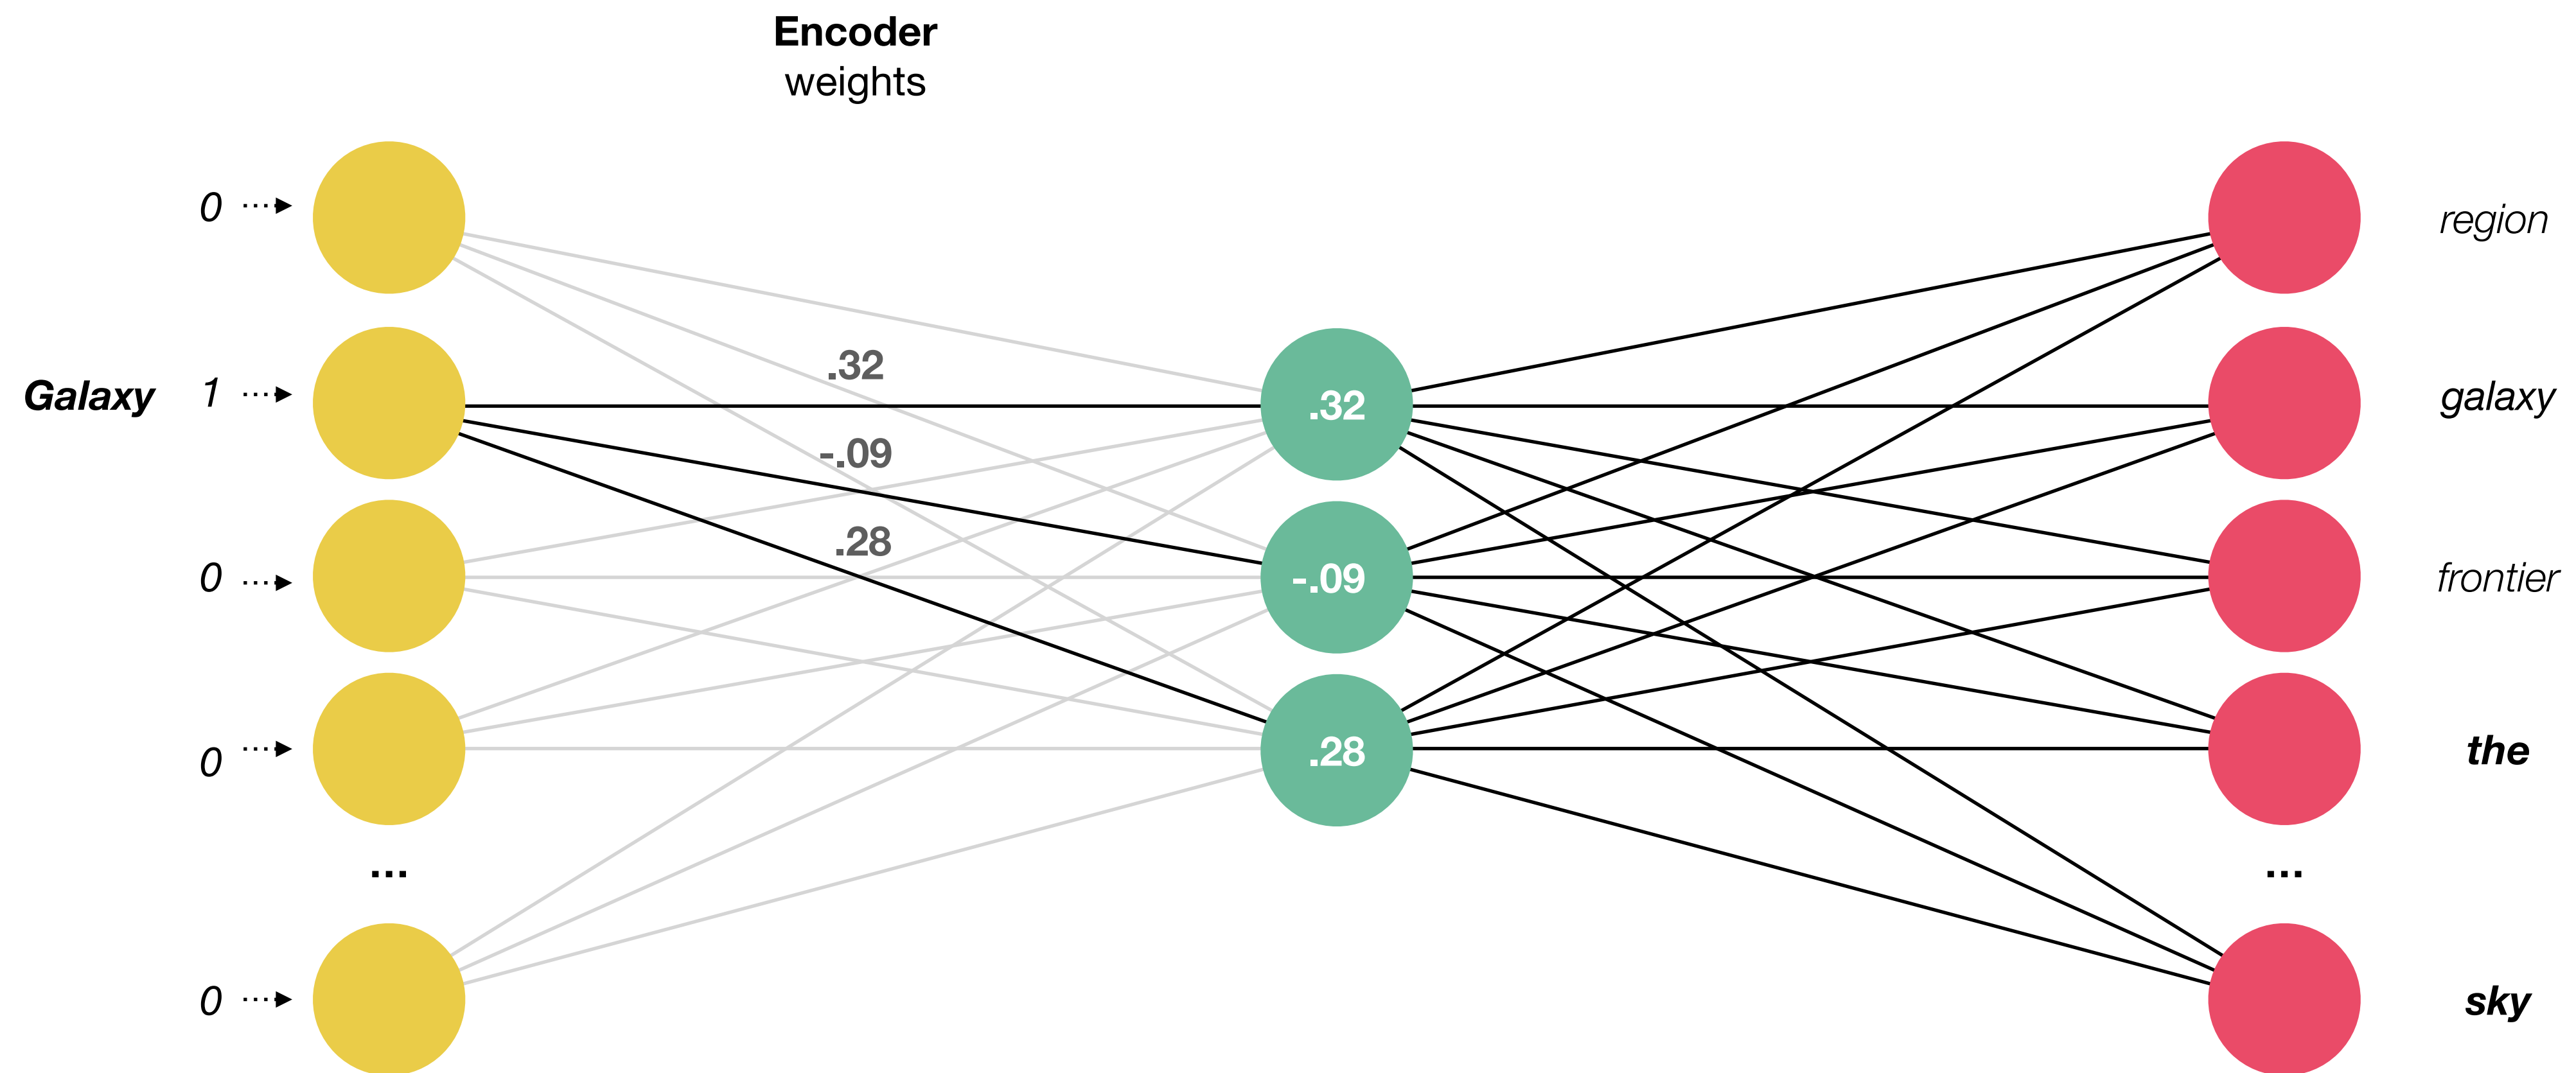 Encoder
weights
0
region
.32
Galaxy
1
.32
galaxy
-.09
.28
0
-.09
frontier
0
.28
the
...
...
0
sky